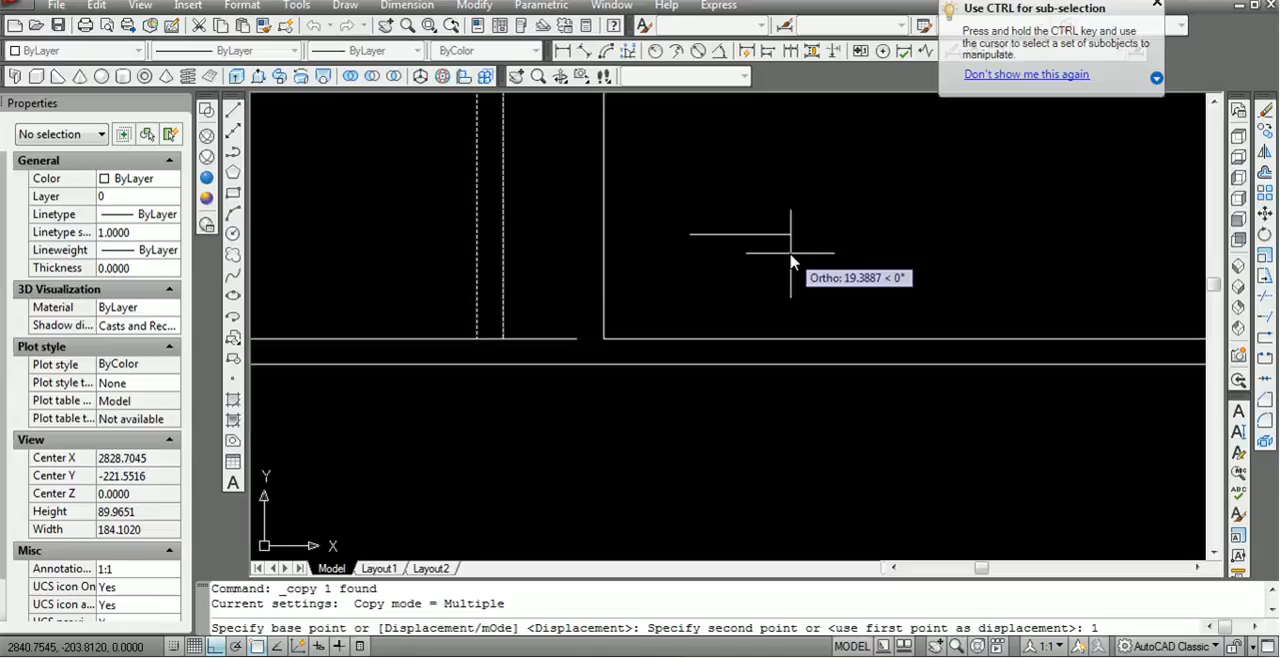 File Edit View Insert Format Tools Draw Dimension Modify Parametric Window Help Express
Use CTRL for sub-selection
Press and hold the CTRL key and use
the cursor to select a set of subobjects to
manipulate.
Don't show me this again
ByLayer ByLayer ByLayer ByColor
Properties
No selection
General
Color ByLayer
Layer 0
Linetype ByLayer
Linetype s... 1.0000
Lineweight ByLayer
Thickness 0.0000
3D Visualization
Material ByLayer
Shadow di... Casts and Rec...
Plot style
Plot style ByColor
Plot style t... None
Plot table ... Model
Plot table t... Not available
View
Center X 2828.7045
Center Y -221.5516
Center Z 0.0000
Height 89.9651
Width 184.1020
Misc
Annotatio... 1:1
UCS icon On Yes
UCS icon a... Yes
Ortho: 19.3887 < 0°
Y
X
Model Layout1 Layout2
Command: _copy 1 found
Current settings:  Copy mode = Multiple
Specify base point or [Displacement/mOde] <Displacement>: Specify second point or <use first point as displacement>: 1
2840.7545, -203.8120, 0.0000 MODEL 1:1 AutoCAD Classic